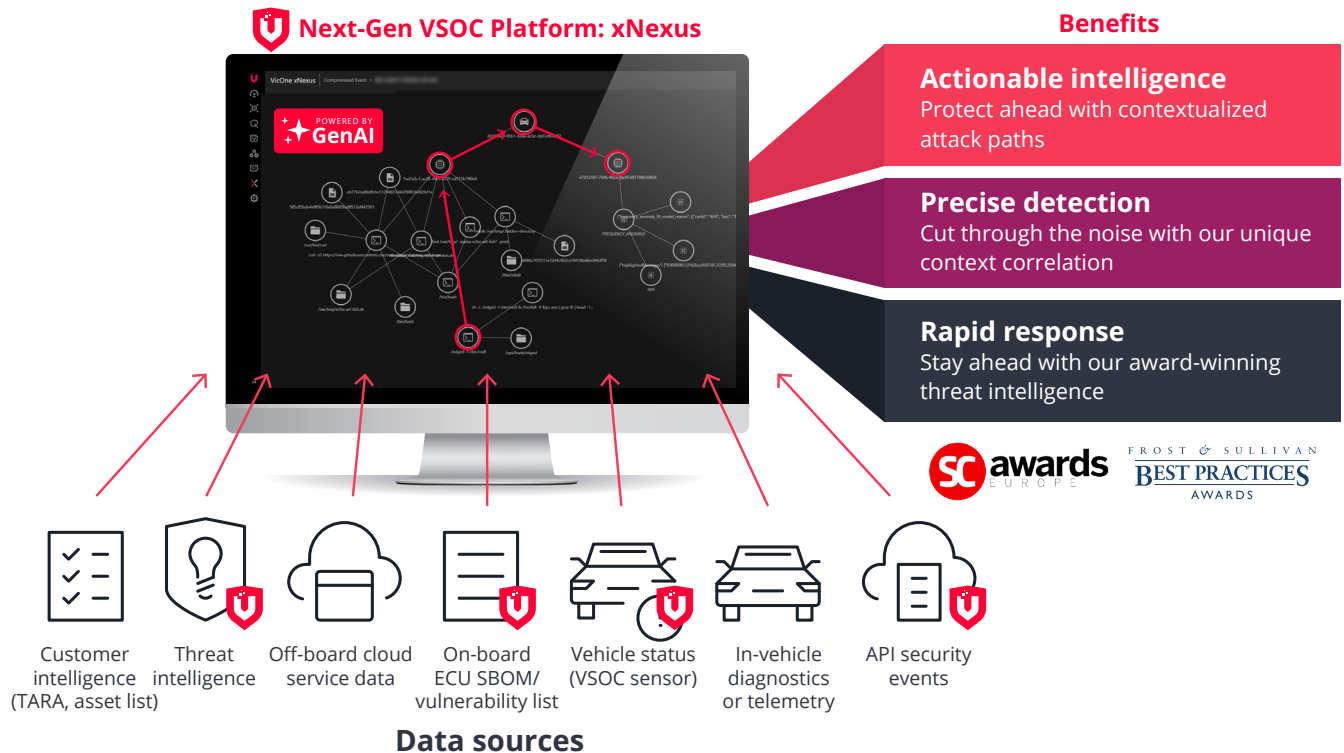 Next-Gen VSOC Platform: xNexus
Benefits
VicOne xNexus
Compromised Event >
POWERED BY
GenAI
FREQUENCY_ANOMALY
/bin/bash
Actionable intelligence
Protect ahead with contextualized
attack paths
Precise detection
Cut through the noise with our unique
context correlation
Rapid response
Stay ahead with our award-winning
threat intelligence
SC awards
EUROPE
FROST & SULLIVAN
BEST PRACTICES
AWARDS
Customer
intelligence
(TARA, asset list)
Threat
intelligence
Off-board cloud
service data
On-board
ECU SBOM/
vulnerability list
Vehicle status
(VSOC sensor)
In-vehicle
diagnostics
or telemetry
API security
events
Data sources